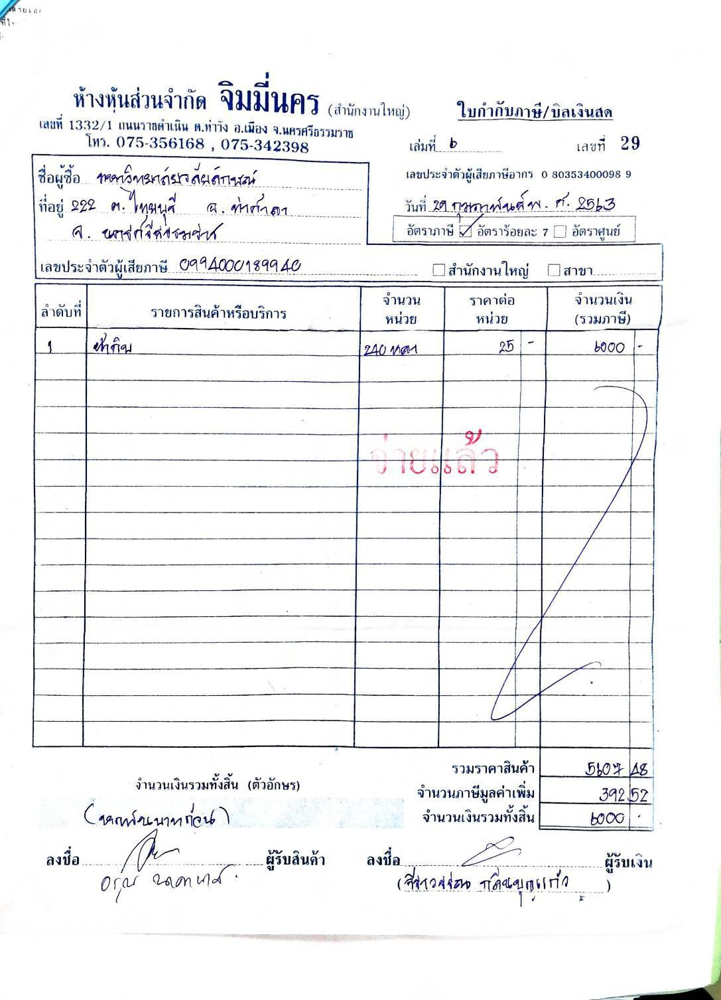 ห้างหุ้นส่วนจำกัด จิมมี่นคร (สำนักงานใหญ่)
ใบกำกับภาษี/บิลเงินสด
เลขที่ 1332/1 ถนนราชดำเนิน ต.ท่าวัง อ.เมือง จ.นครศรีธรรมราช
โทร. 075-356168 , 075-342398
เล่มที่ 6 เลขที่ 29
ชื่อผู้ซื้อ มหาวิทยาลัยวลัยลักษณ์
เลขประจำตัวผู้เสียภาษีอากร 0 80353400098 9
ที่อยู่ 222 ต.ไทยบุรี อ.ท่าศาลา
วันที่ 29 กุมภาพันธ์ พ.ศ. 2563
จ. นครศรีธรรมราช
อัตราภาษี อัตราร้อยละ 7 อัตราศูนย์
เลขประจำตัวผู้เสียภาษี 0994000189940
สำนักงานใหญ่ สาขา
ลำดับที่ รายการสินค้าหรือบริการ จำนวนหน่วย ราคาต่อหน่วย จำนวนเงิน (รวมภาษี)
1 ผ้าดิบ 240 หลา 25 - 6000 -
จ่ายแล้ว
รวมราคาสินค้า 5607 48
จำนวนเงินรวมทั้งสิ้น (ตัวอักษร)
จำนวนภาษีมูลค่าเพิ่ม 392 52
(หกพันบาทถ้วน)
จำนวนเงินรวมทั้งสิ้น 6000 -
ลงชื่อ ผู้รับสินค้า ลงชื่อ ผู้รับเงิน